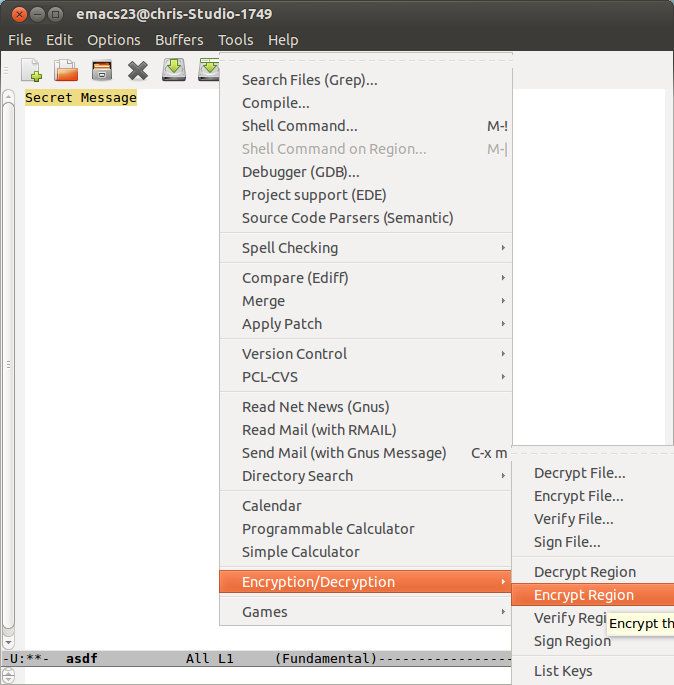 emacs23@chris-Studio-1749
File Edit Options Buffers Tools Help
Secret Message
Search Files (Grep)...
Compile...
Shell Command... M-!
Shell Command on Region... M-|
Debugger (GDB)...
Project support (EDE)
Source Code Parsers (Semantic)
Spell Checking
Compare (Ediff)
Merge
Apply Patch
Version Control
PCL-CVS
Read Net News (Gnus)
Read Mail (with RMAIL)
Send Mail (with Gnus Message) C-x m
Directory Search
Calendar
Programmable Calculator
Simple Calculator
Encryption/Decryption
Games
Decrypt File...
Encrypt File...
Verify File...
Sign File...
Decrypt Region
Encrypt Region
Verify Regi
Encrypt th
Sign Region
List Keys
-U:**- asdf All L1 (Fundamental)-----------------